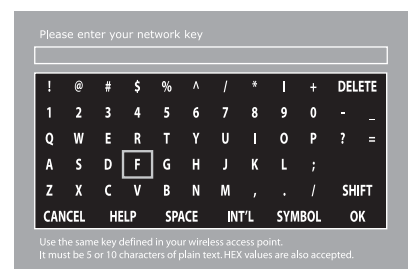 Please enter your network key
! @ # $ % ^ / * I + DELETE
1 2 3 4 5 6 7 8 9 0 - _
Q W E R T Y U I O P ? =
A S D F G H J K L ;
Z X C V B N M , . / SHIFT
CANCEL HELP SPACE INT'L SYMBOL OK
Use the same key defined in your wireless access point.
It must be 5 or 10 characters of plain text. HEX values are also accepted.